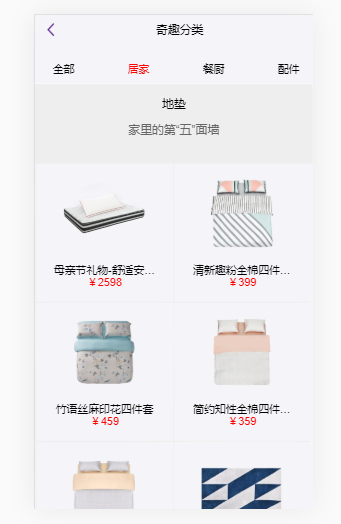 奇趣分类
全部 居家 餐厨 配件
地垫
家里的第“五”面墙
母亲节礼物-舒适安...
￥2598
清新趣粉全棉四件...
￥399
竹语丝麻印花四件套
￥459
简约知性全棉四件...
￥359